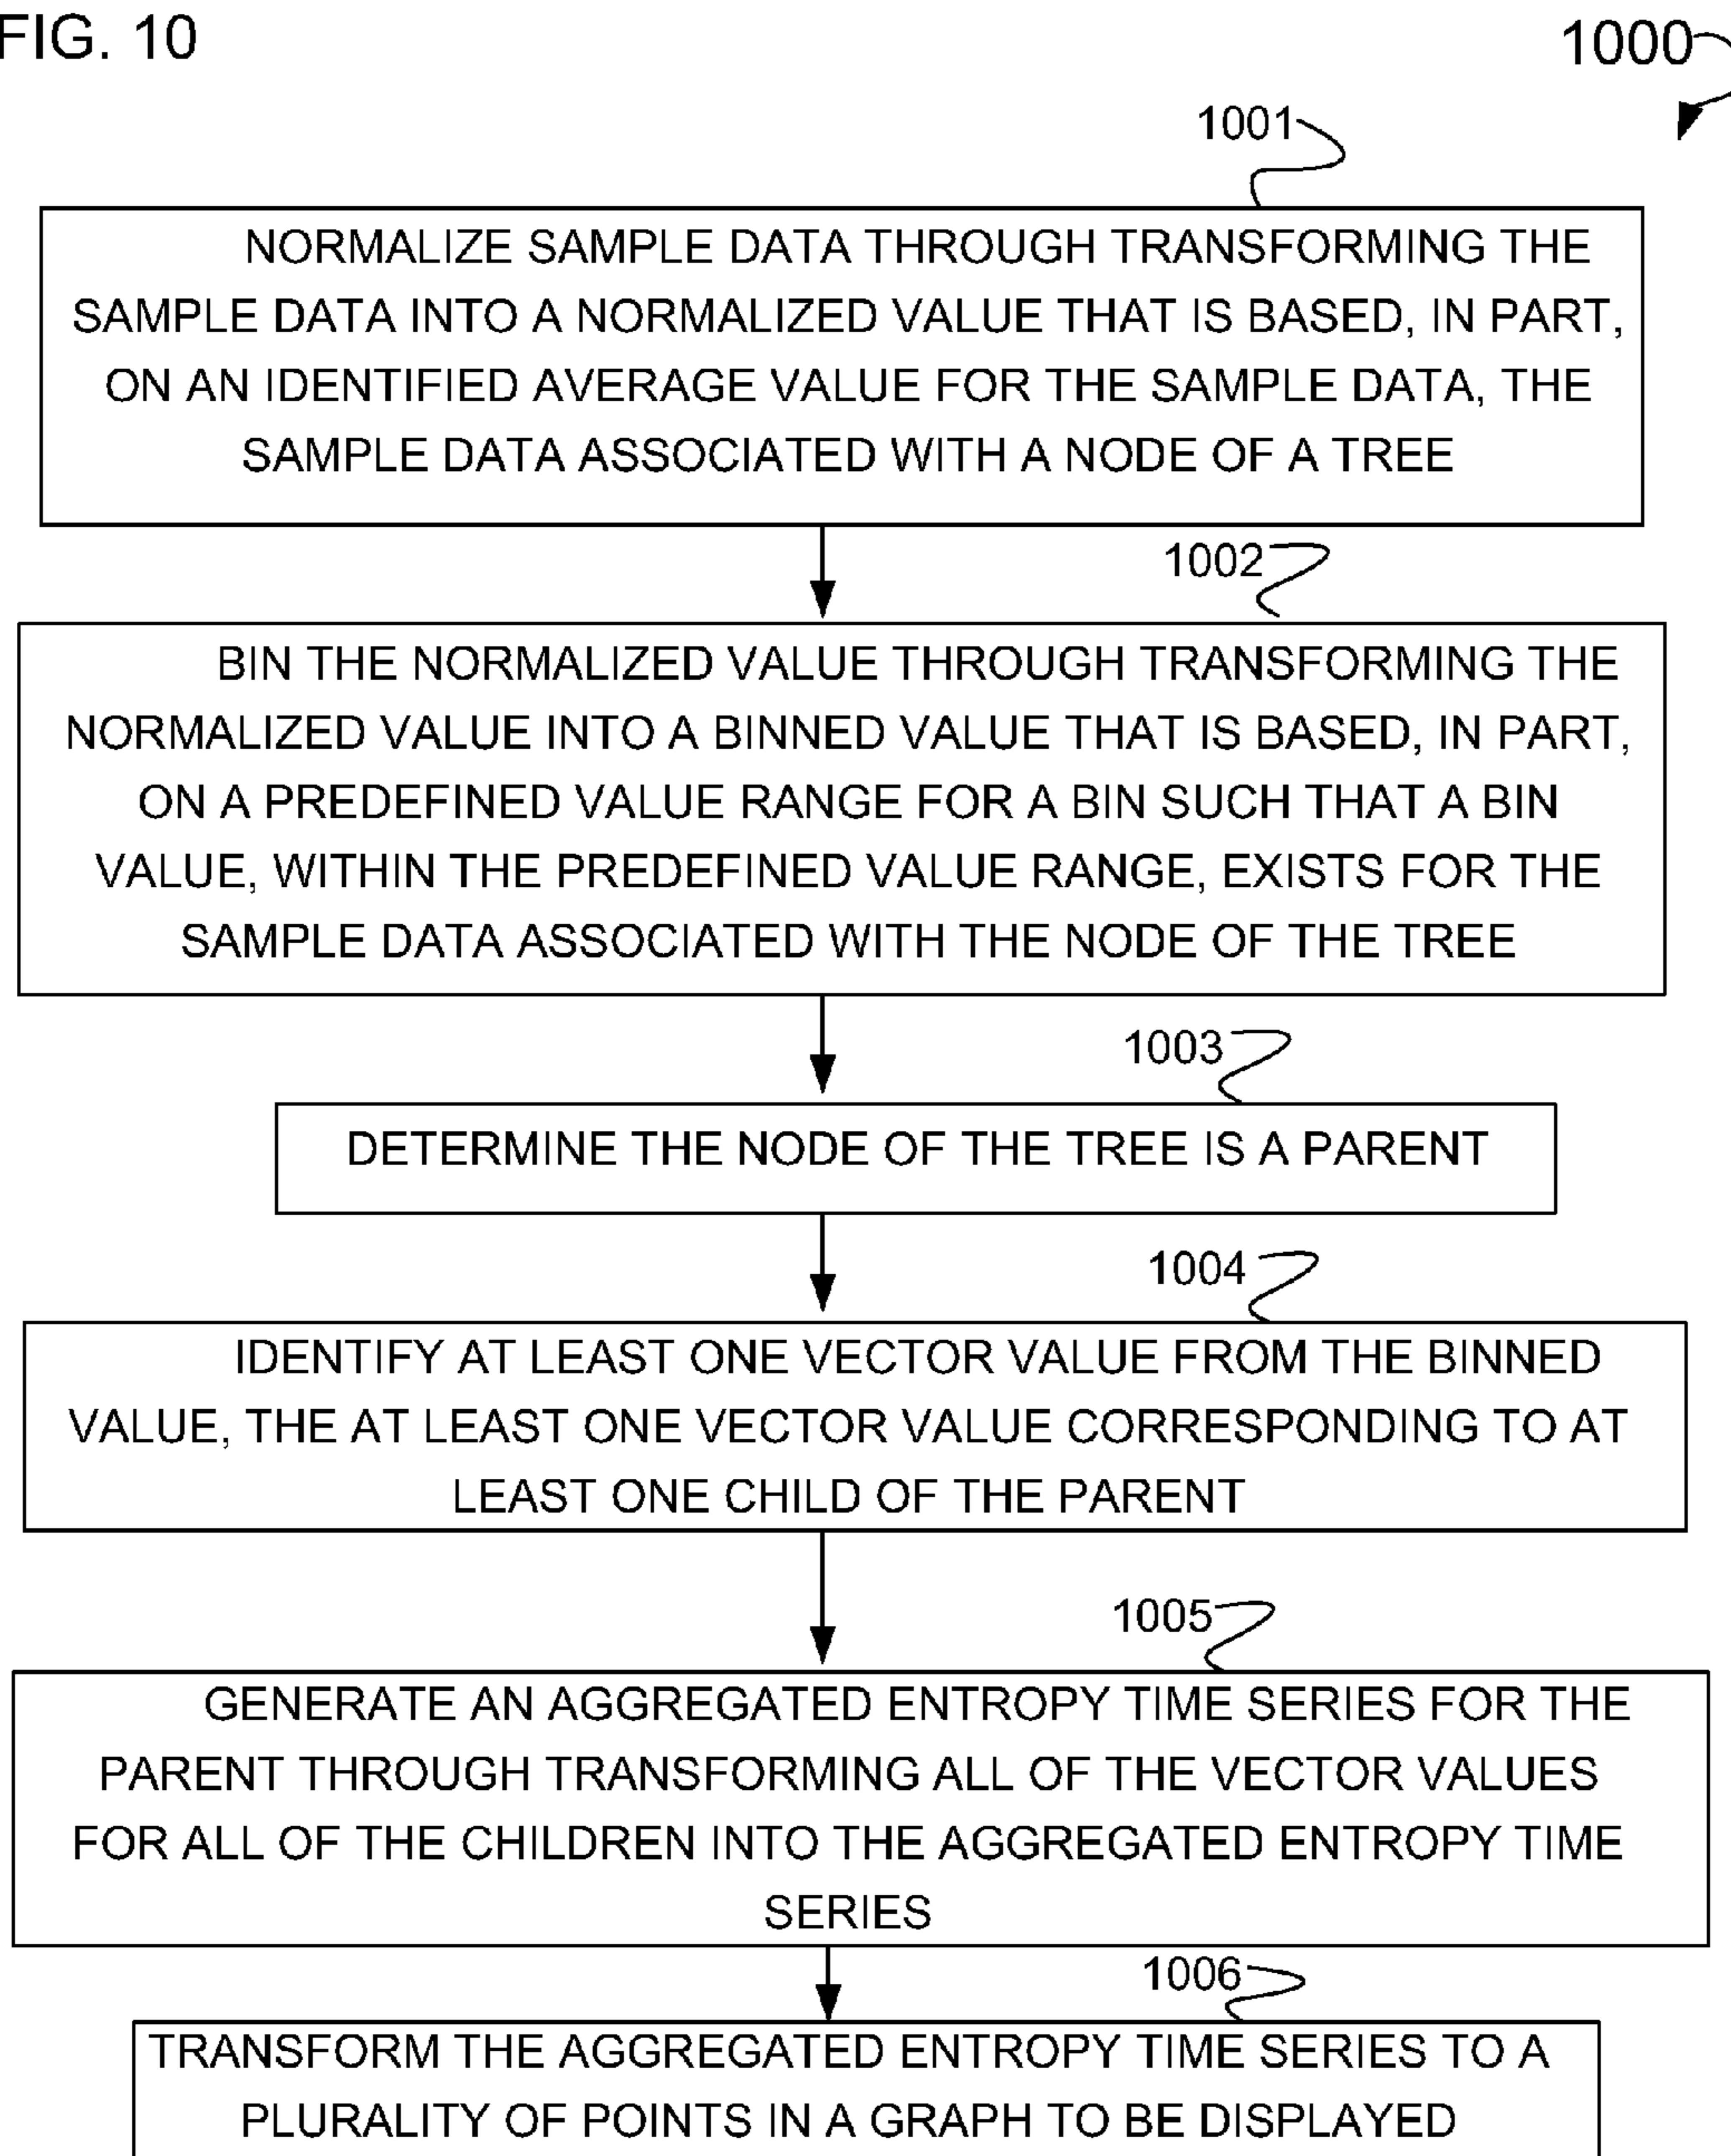 FIG. 10
1000
1001
NORMALIZE SAMPLE DATA THROUGH TRANSFORMING THE
SAMPLE DATA INTO A NORMALIZED VALUE THAT IS BASED, IN PART,
ON AN IDENTIFIED AVERAGE VALUE FOR THE SAMPLE DATA, THE
SAMPLE DATA ASSOCIATED WITH A NODE OF A TREE
1002
BIN THE NORMALIZED VALUE THROUGH TRANSFORMING THE
NORMALIZED VALUE INTO A BINNED VALUE THAT IS BASED, IN PART,
ON A PREDEFINED VALUE RANGE FOR A BIN SUCH THAT A BIN
VALUE, WITHIN THE PREDEFINED VALUE RANGE, EXISTS FOR THE
SAMPLE DATA ASSOCIATED WITH THE NODE OF THE TREE
1003
DETERMINE THE NODE OF THE TREE IS A PARENT
1004
IDENTIFY AT LEAST ONE VECTOR VALUE FROM THE BINNED
VALUE, THE AT LEAST ONE VECTOR VALUE CORRESPONDING TO AT
LEAST ONE CHILD OF THE PARENT
1005
GENERATE AN AGGREGATED ENTROPY TIME SERIES FOR THE
PARENT THROUGH TRANSFORMING ALL OF THE VECTOR VALUES
FOR ALL OF THE CHILDREN INTO THE AGGREGATED ENTROPY TIME
SERIES
1006
TRANSFORM THE AGGREGATED ENTROPY TIME SERIES TO A
PLURALITY OF POINTS IN A GRAPH TO BE DISPLAYED